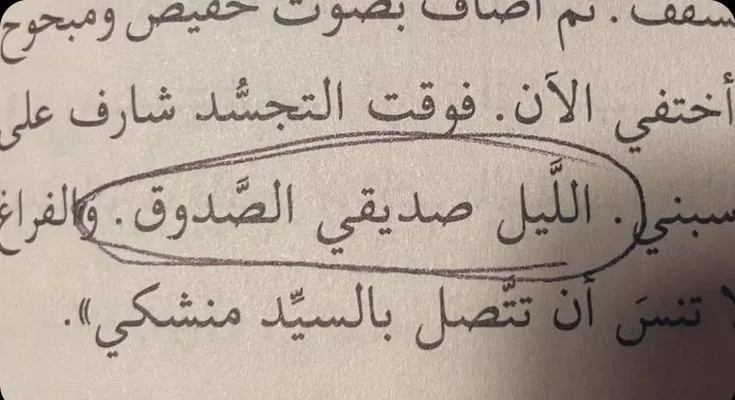 سقف. ثم أضاف بصوت خفيض ومبحوح
أختفي الآن. فوقت التجسُّد شارف على
سبني. اللَّيل صديقي الصَّدوق. والفراغ
تنسَ أن تتَّصل بالسيِّد منشكي».